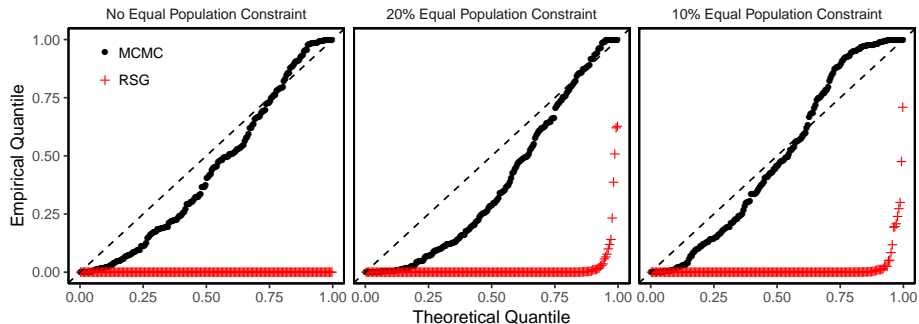 No Equal Population Constraint
20% Equal Population Constraint
10% Equal Population Constraint
1.00
0.75
0.50
0.25
0.00
Empirical Quantile
MCMC
RSG
0.00 0.25 0.50 0.75 1.00
0.00 0.25 0.50 0.75 1.00
0.00 0.25 0.50 0.75 1.00
Theoretical Quantile